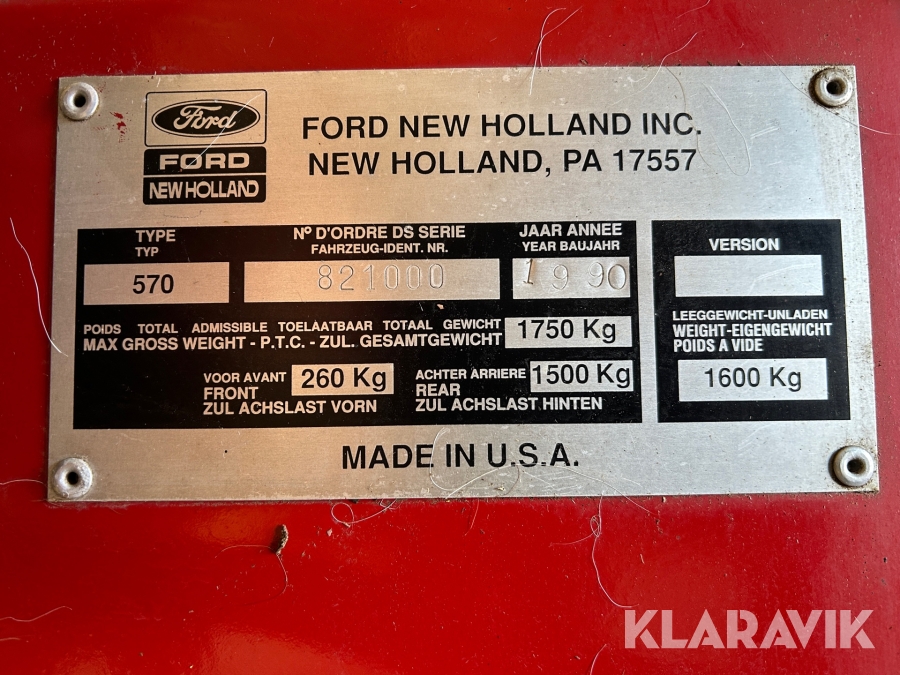 Ford
FORD
NEW HOLLAND
FORD NEW HOLLAND INC.
NEW HOLLAND, PA 17557
TYPE
TYP
570
Nº D'ORDRE DS SERIE
FAHRZEUG-IDENT. NR.
821000
JAAR ANNEE
YEAR BAUJAHR
1990
POIDS TOTAL ADMISSIBLE TOELAATBAAR TOTAAL GEWICHT
MAX GROSS WEIGHT - P.T.C. - ZUL. GESAMTGEWICHT
1750 Kg
VOOR AVANT
FRONT
260 Kg
ZUL ACHSLAST VORN
ACHTER ARRIERE
REAR
1500 Kg
ZUL ACHSLAST HINTEN
VERSION
LEEGGEWICHT-UNLADEN
WEIGHT-EIGENGEWICHT
POIDS A VIDE
1600 Kg
MADE IN U.S.A.
KLARAVIK